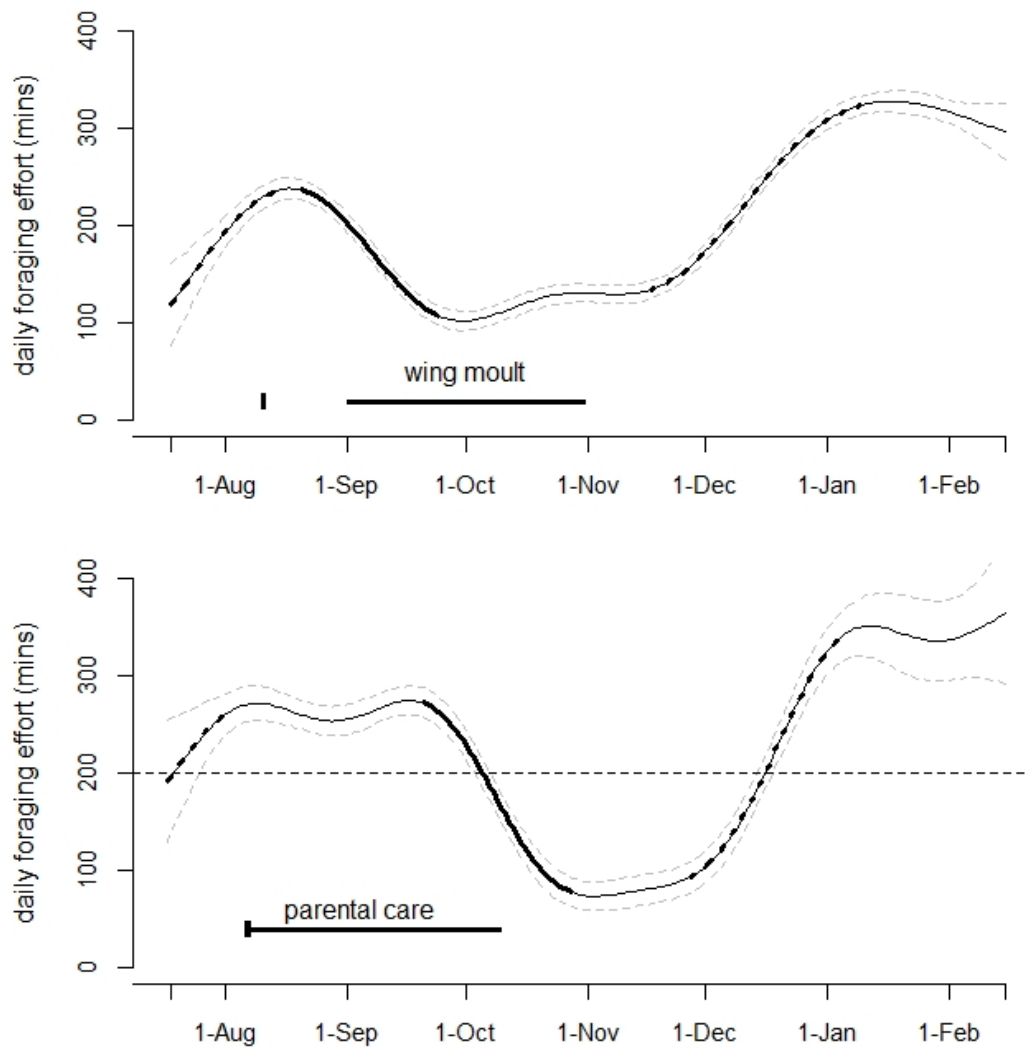 daily foraging effort (mins)
400
300
200
100
0
wing moult
1-Aug 1-Sep 1-Oct 1-Nov 1-Dec 1-Jan 1-Feb
daily foraging effort (mins)
400
300
200
100
0
parental care
1-Aug 1-Sep 1-Oct 1-Nov 1-Dec 1-Jan 1-Feb